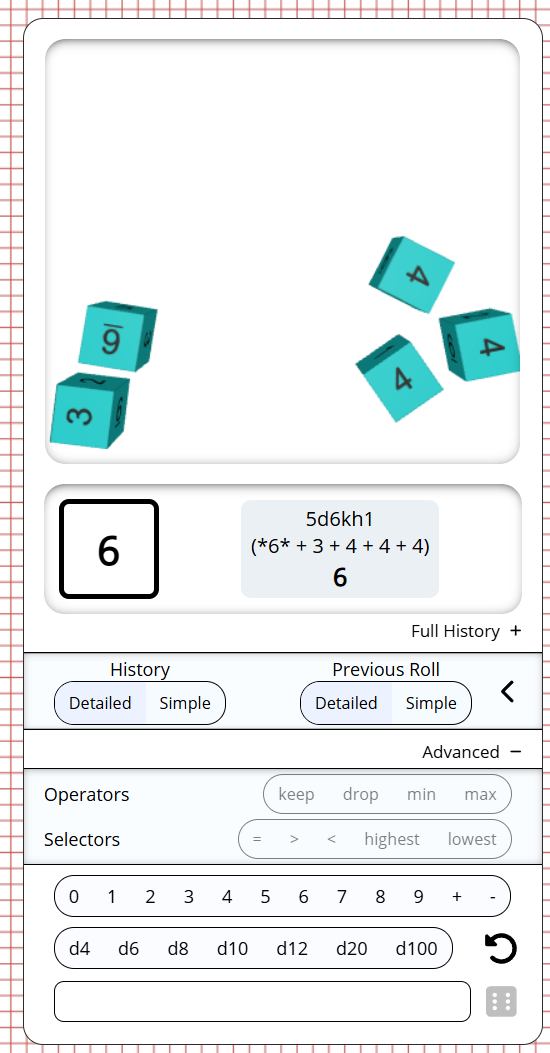 4
6
4
4
3
2
6
5d6kh1
(*6* + 3 + 4 + 4 + 4)
6
Full History +
History
Previous Roll
Detailed Simple
Detailed Simple
Advanced −
Operators
keep drop min max
Selectors
= > < highest lowest
0 1 2 3 4 5 6 7 8 9 + -
d4 d6 d8 d10 d12 d20 d100